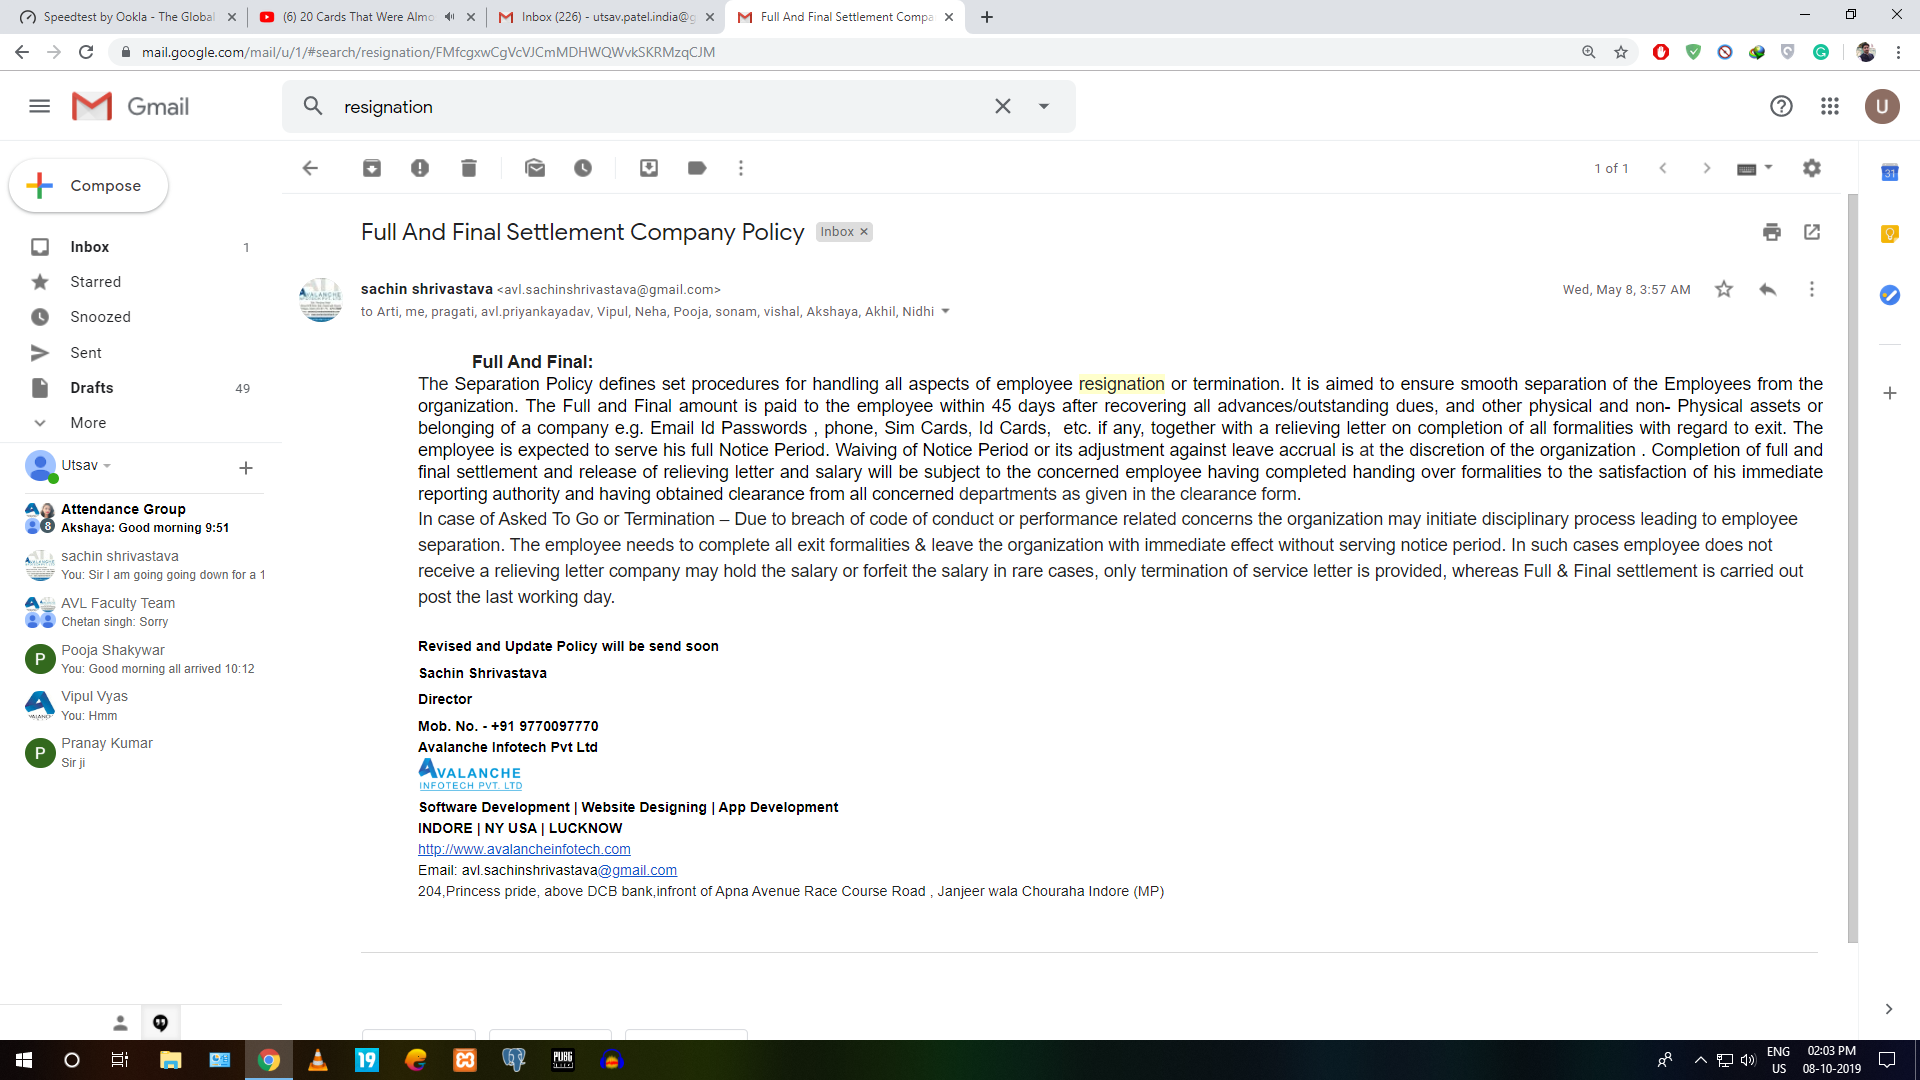 Speedtest by Ookla - The Global
(6) 20 Cards That Were Almo
Inbox (226) - utsav.patel.india@g
Full And Final Settlement Compa
mail.google.com/mail/u/1/#search/resignation/FMfcgxwCgVcVJCmMDHWQWvkSKRMzqCJM
Gmail
resignation
U
Compose
1 of 1
31
Full And Final Settlement Company Policy Inbox
Inbox 1
Starred
Snoozed
Sent
Drafts 49
More
sachin shrivastava <avl.sachinshrivastava@gmail.com>
Wed, May 8, 3:57 AM
to Arti, me, pragati, avl.priyankayadav, Vipul, Neha, Pooja, sonam, vishal, Akshaya, Akhil, Nidhi
Full And Final:
The Separation Policy defines set procedures for handling all aspects of employee resignation or termination. It is aimed to ensure smooth separation of the Employees from the
organization. The Full and Final amount is paid to the employee within 45 days after recovering all advances/outstanding dues, and other physical and non- Physical assets or
belonging of a company e.g. Email Id Passwords , phone, Sim Cards, Id Cards, etc. if any, together with a relieving letter on completion of all formalities with regard to exit. The
employee is expected to serve his full Notice Period. Waiving of Notice Period or its adjustment against leave accrual is at the discretion of the organization . Completion of full and
final settlement and release of relieving letter and salary will be subject to the concerned employee having completed handing over formalities to the satisfaction of his immediate
reporting authority and having obtained clearance from all concerned departments as given in the clearance form.
In case of Asked To Go or Termination – Due to breach of code of conduct or performance related concerns the organization may initiate disciplinary process leading to employee
separation. The employee needs to complete all exit formalities & leave the organization with immediate effect without serving notice period. In such cases employee does not
receive a relieving letter company may hold the salary or forfeit the salary in rare cases, only termination of service letter is provided, whereas Full & Final settlement is carried out
post the last working day.
Revised and Update Policy will be send soon
Sachin Shrivastava
Director
Mob. No. - +91 9770097770
Avalanche Infotech Pvt Ltd
AVALANCHE
INFOTECH PVT. LTD
Software Development | Website Designing | App Development
INDORE | NY USA | LUCKNOW
http://www.avalancheinfotech.com
Email: avl.sachinshrivastava@gmail.com
204,Princess pride, above DCB bank,infront of Apna Avenue Race Course Road , Janjeer wala Chouraha Indore (MP)
Utsav
Attendance Group
8
Akshaya: Good morning 9:51
sachin shrivastava
You: Sir I am going going down for a 1
AVL Faculty Team
Chetan singh: Sorry
P
Pooja Shakywar
You: Good morning all arrived 10:12
Vipul Vyas
You: Hmm
P
Pranay Kumar
Sir ji
19
PUBG
ENG
US
02:03 PM
08-10-2019